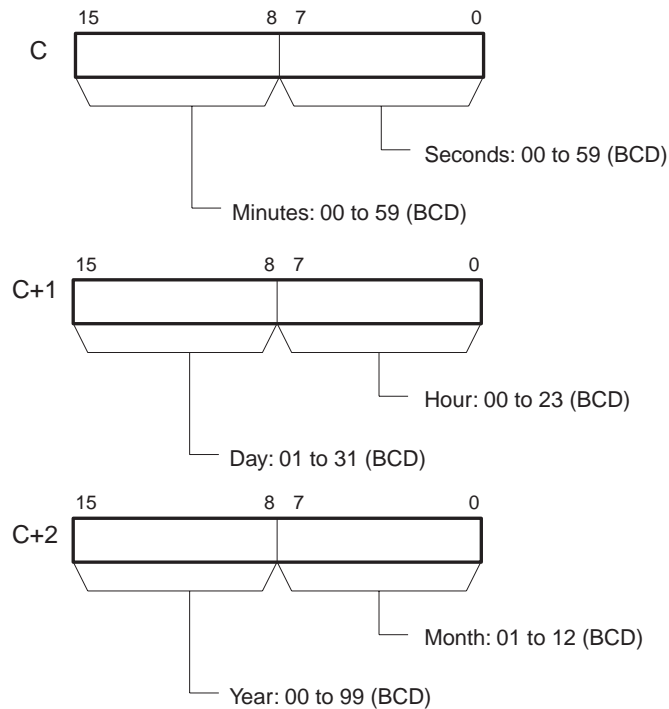 15 8 7 0
C
Seconds: 00 to 59 (BCD)
Minutes: 00 to 59 (BCD)
15 8 7 0
C+1
Hour: 00 to 23 (BCD)
Day: 01 to 31 (BCD)
15 8 7 0
C+2
Month: 01 to 12 (BCD)
Year: 00 to 99 (BCD)